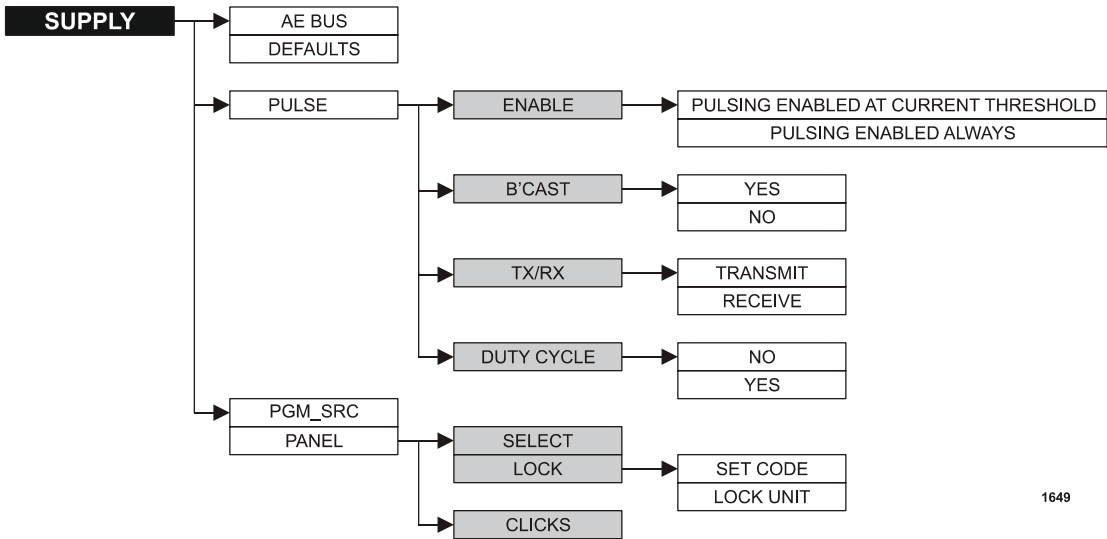 SUPPLY
AE BUS
DEFAULTS
PULSE
ENABLE
PULSING ENABLED AT CURRENT THRESHOLD
PULSING ENABLED ALWAYS
B'CAST
YES
NO
TX/RX
TRANSMIT
RECEIVE
DUTY CYCLE
NO
YES
PGM_SRC
PANEL
SELECT
LOCK
SET CODE
LOCK UNIT
CLICKS
1649